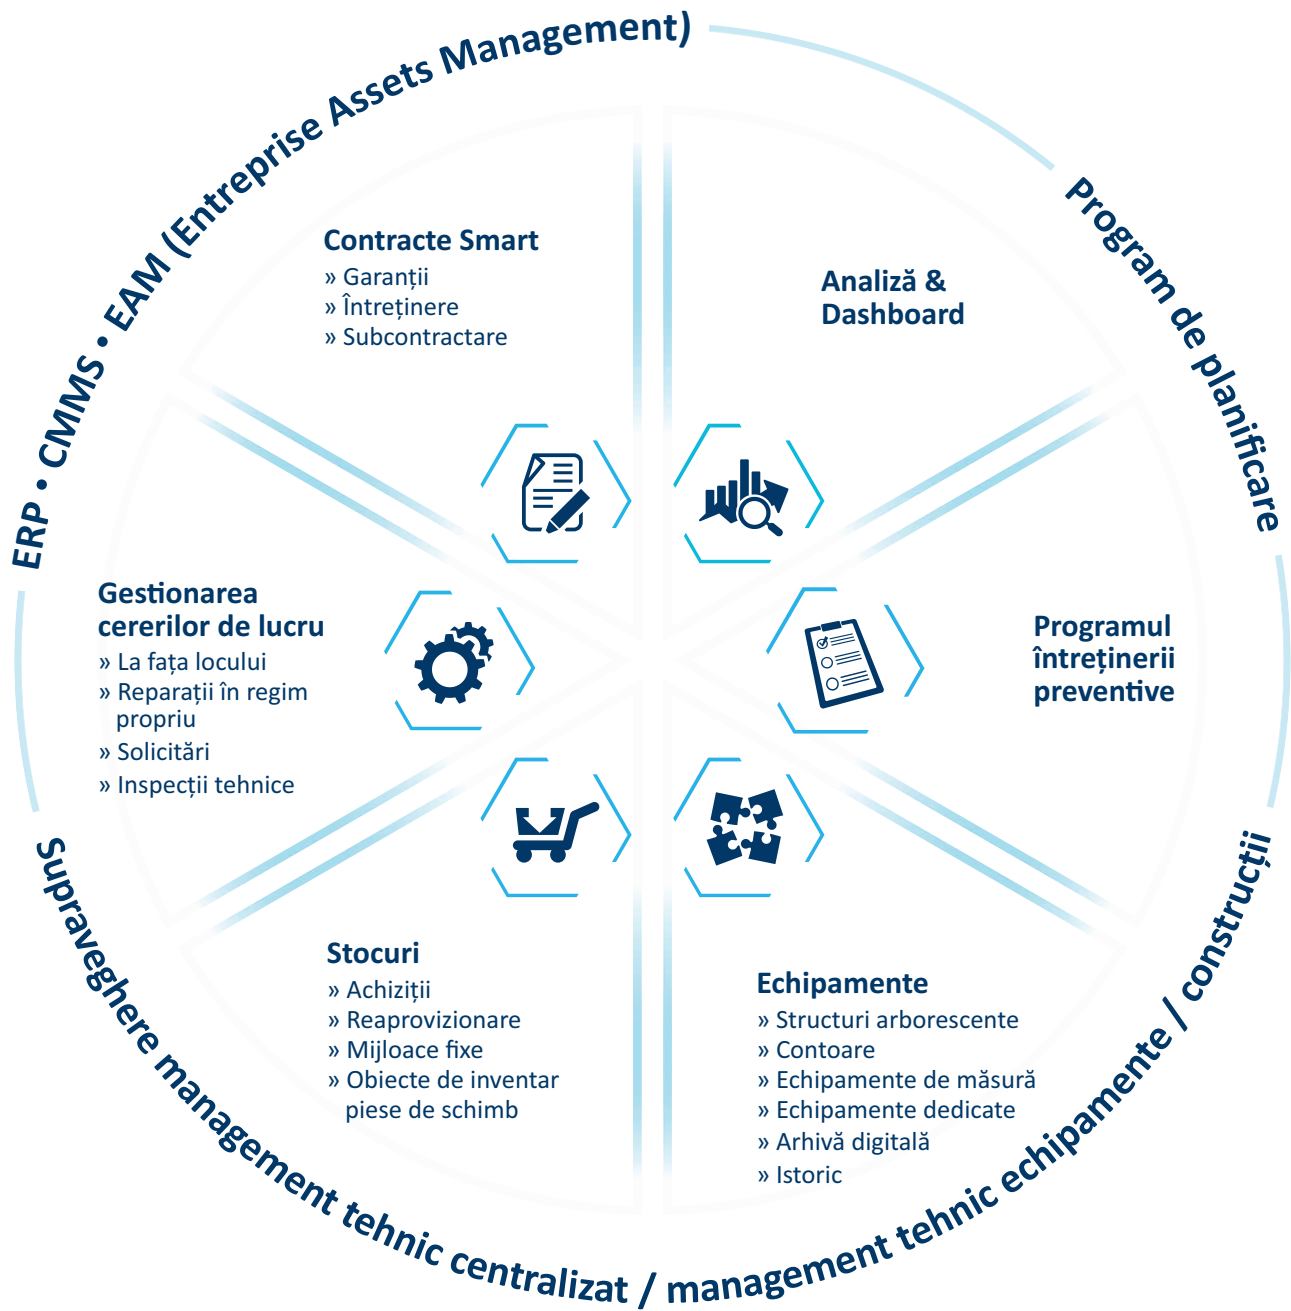 ERP • CMMS • EAM (Entreprise Assets Management)
Program de planificare
Contracte Smart
» Garanții
» Întreținere
» Subcontractare
Analiză &
Dashboard
Gestionarea
cererilor de lucru
» La fața locului
» Reparații în regim
propriu
» Solicitări
» Inspecții tehnice
Programul
întreținerii
preventive
Stocuri
» Achiziții
» Reaprovizionare
» Mijloace fixe
» Obiecte de inventar
piese de schimb
Echipamente
» Structuri arborescente
» Contoare
» Echipamente de măsură
» Echipamente dedicate
» Arhivă digitală
» Istoric
Supraveghere management tehnic centralizat / management tehnic echipamente / construcții